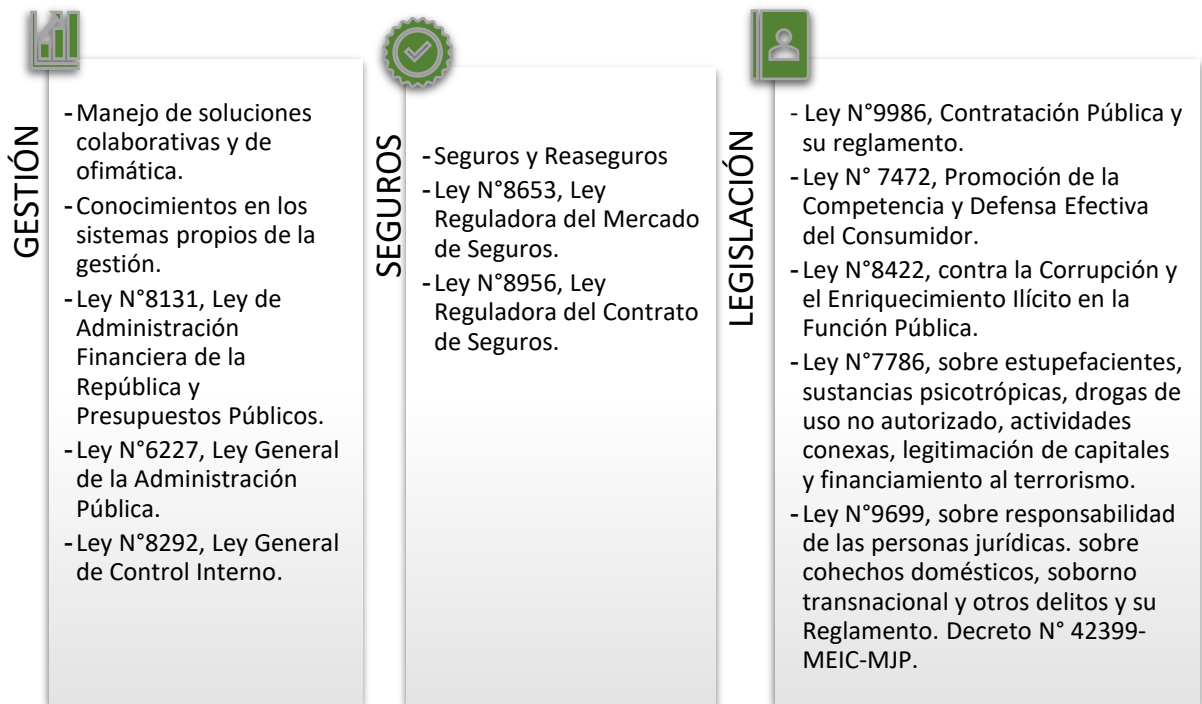 GESTIÓN
-Manejo de soluciones
colaborativas y de
ofimática.
-Conocimientos en los
sistemas propios de la
gestión.
-Ley N°8131, Ley de
Administración
Financiera de la
República y
Presupuestos Públicos.
-Ley N°6227, Ley General
de la Administración
Pública.
-Ley N°8292, Ley General
de Control Interno.
SEGUROS
-Seguros y Reaseguros
-Ley N°8653, Ley
Reguladora del Mercado
de Seguros.
-Ley N°8956, Ley
Reguladora del Contrato
de Seguros.
LEGISLACIÓN
- Ley N°9986, Contratación Pública y
su reglamento.
-Ley N° 7472, Promoción de la
Competencia y Defensa Efectiva
del Consumidor.
-Ley N°8422, contra la Corrupción y
el Enriquecimiento Ilícito en la
Función Pública.
-Ley N°7786, sobre estupefacientes,
sustancias psicotrópicas, drogas de
uso no autorizado, actividades
conexas, legitimación de capitales
y financiamiento al terrorismo.
-Ley N°9699, sobre responsabilidad
de las personas jurídicas. sobre
cohechos domésticos, soborno
transnacional y otros delitos y su
Reglamento. Decreto N° 42399-
MEIC-MJP.